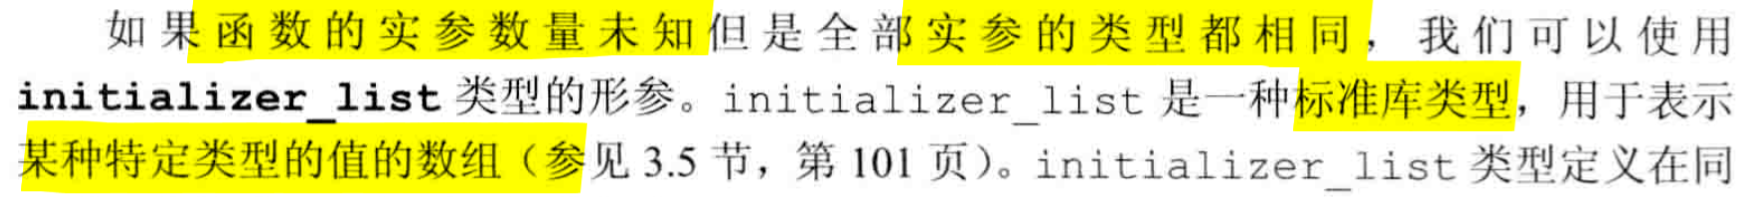 如果函数的实参数量未知但是全部实参的类型都相同，我们可以使用
initializer_list 类型的形参。initializer_list 是一种标准库类型，用于表示
某种特定类型的值的数组（参见 3.5 节，第 101 页）。initializer_list 类型定义在同